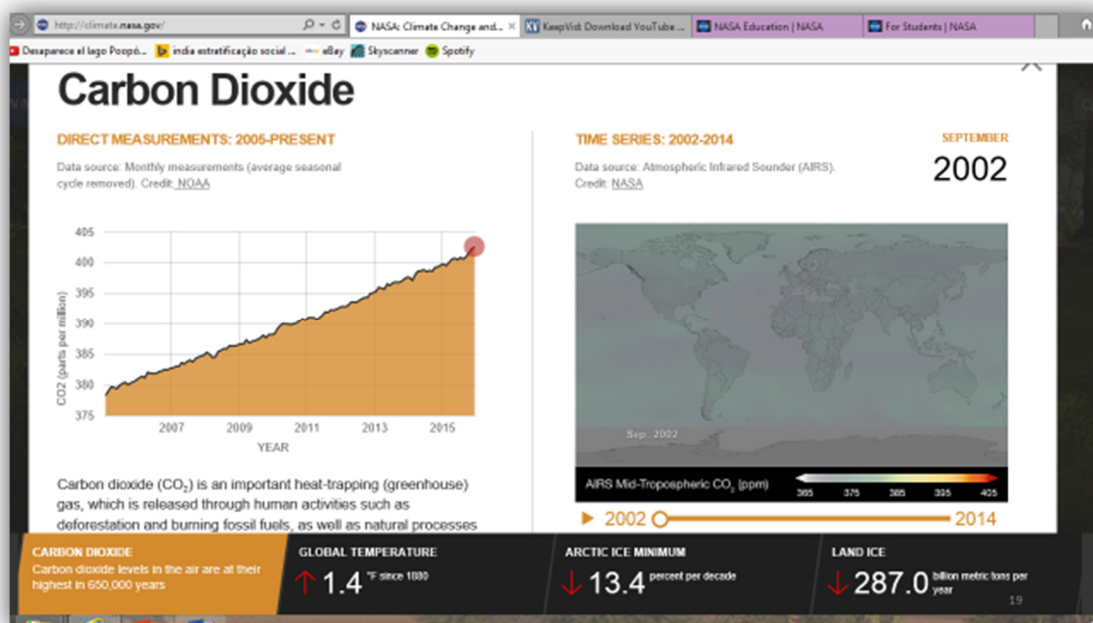 http://climate.nasa.gov/
NASA: Climate Change and...
KeepVid: Download YouTube ...
NASA Education | NASA
For Students | NASA
Desaparece el lago Poopó...
india estratificação social ...
eBay
Skyscanner
Spotify
Carbon Dioxide
DIRECT MEASUREMENTS: 2005-PRESENT
Data source: Monthly measurements (average seasonal
cycle removed). Credit: NOAA
405
400
395
390
385
380
375
CO2 (parts per million)
2007
2009
2011
2013
2015
YEAR
Carbon dioxide (CO₂) is an important heat-trapping (greenhouse)
gas, which is released through human activities such as
deforestation and burning fossil fuels, as well as natural processes
TIME SERIES: 2002-2014
Data source: Atmospheric Infrared Sounder (AIRS).
Credit: NASA
SEPTEMBER
2002
Sep. 2002
AIRS Mid-Tropospheric CO₂ (ppm)
365 375 385 395 405
2002
2014
CARBON DIOXIDE
Carbon dioxide levels in the air are at their
highest in 650,000 years
GLOBAL TEMPERATURE
1.4 °F since 1880
ARCTIC ICE MINIMUM
13.4 percent per decade
LAND ICE
287.0 billion metric tons per
year
19